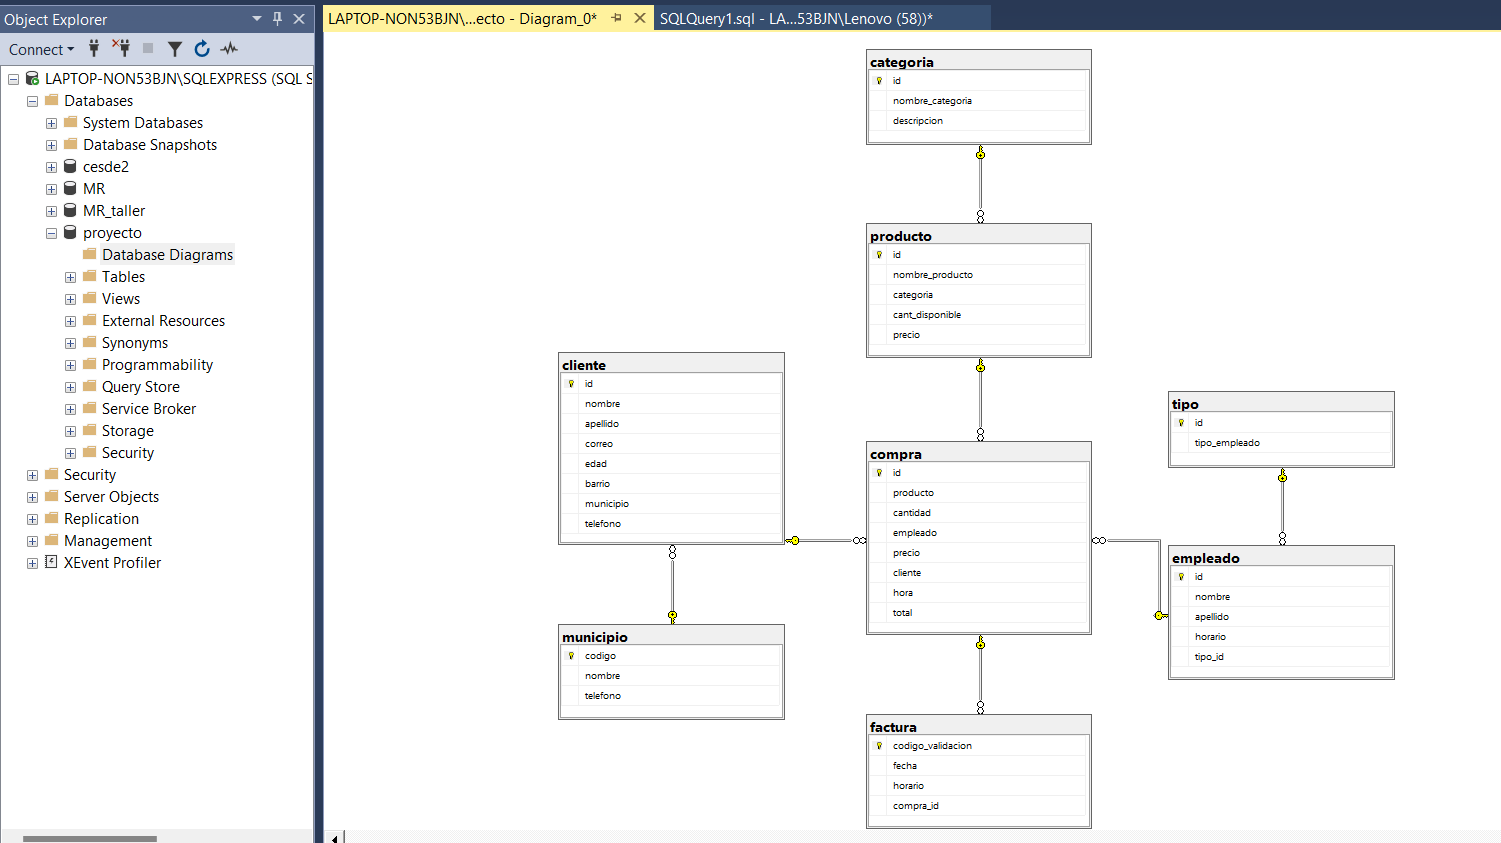 Object Explorer
Connect
LAPTOP-NON53BJN\SQLEXPRESS (SQL S
Databases
System Databases
Database Snapshots
cesde2
MR
MR_taller
proyecto
Database Diagrams
Tables
Views
External Resources
Synonyms
Programmability
Query Store
Service Broker
Storage
Security
Security
Server Objects
Replication
Management
XEvent Profiler
LAPTOP-NON53BJN\...ecto - Diagram_0*
SQLQuery1.sql - LA...53BJN\Lenovo (58))*
categoria
id
nombre_categoria
descripcion
producto
id
nombre_producto
categoria
cant_disponible
precio
cliente
id
nombre
apellido
correo
edad
barrio
municipio
telefono
compra
id
producto
cantidad
empleado
precio
cliente
hora
total
tipo
id
tipo_empleado
empleado
id
nombre
apellido
horario
tipo_id
municipio
codigo
nombre
telefono
factura
codigo_validacion
fecha
horario
compra_id